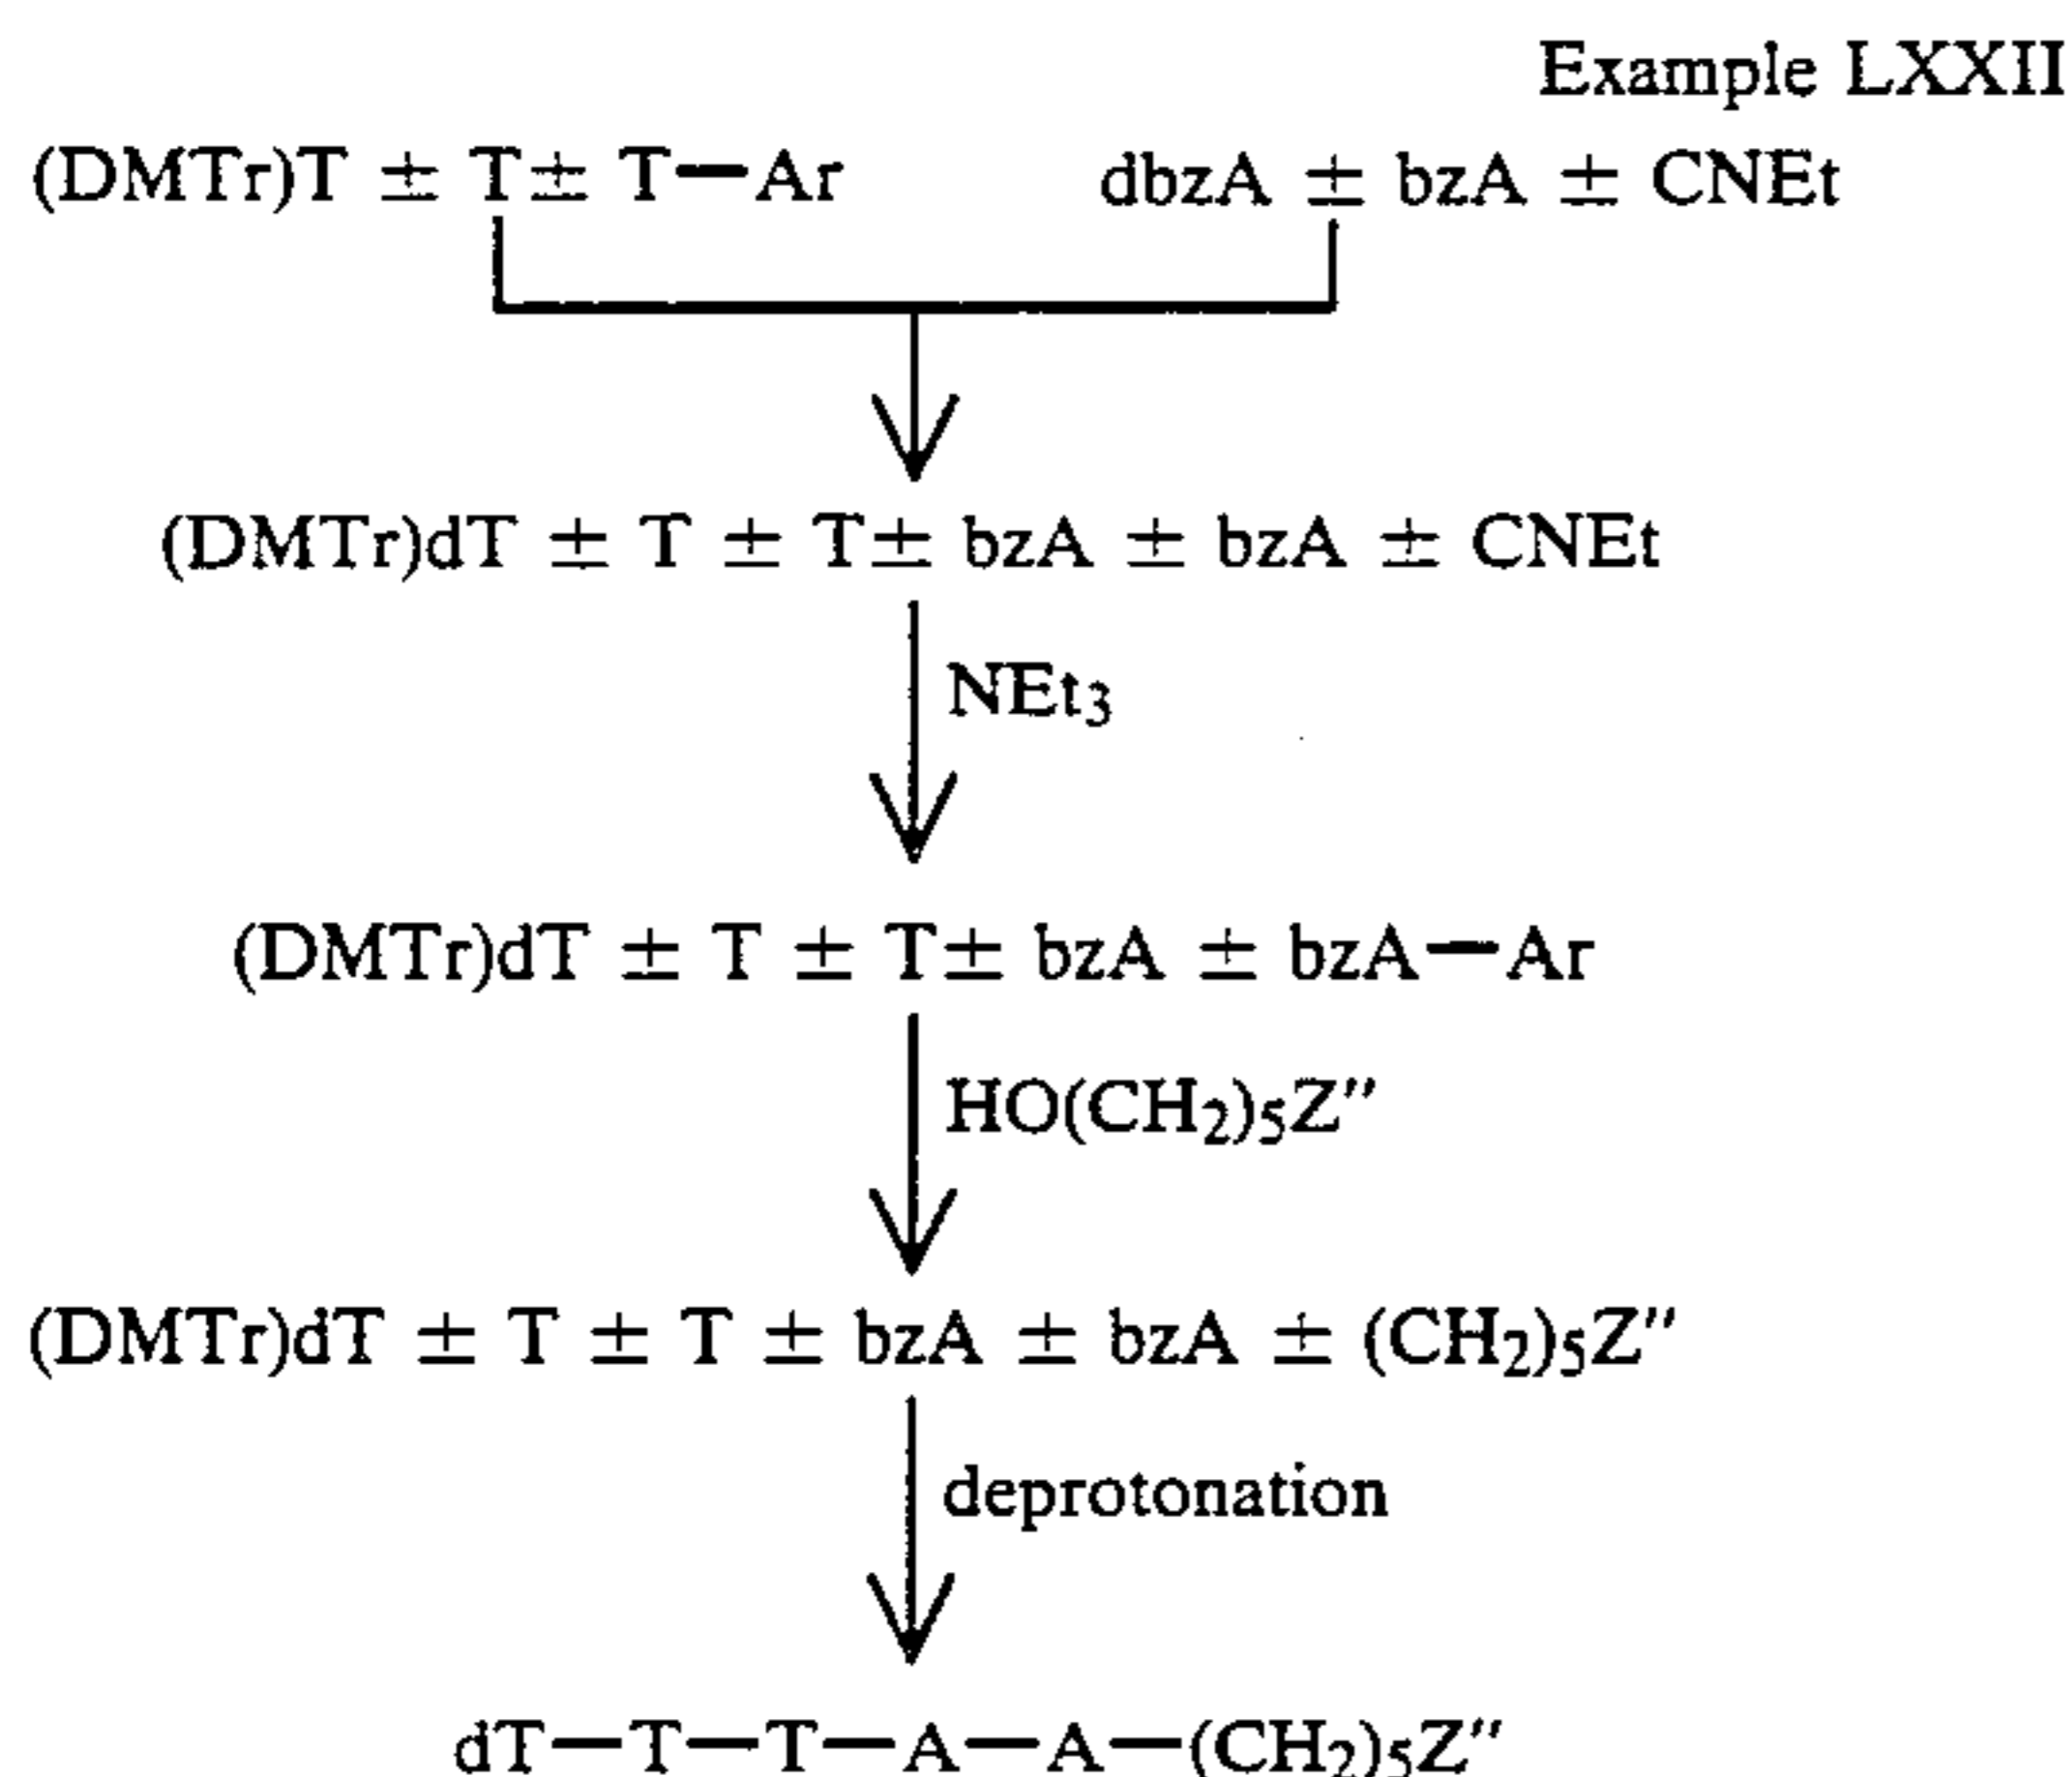 Example LXXII
(DMTr)T ± T± T—Ar dbzA ± bzA ± CNEt
(DMTr)dT ± T ± T± bzA ± bzA ± CNEt
NEt3
(DMTr)dT ± T ± T± bzA ± bzA—Ar
HO(CH2)5Z″
(DMTr)dT ± T ± T ± bzA ± bzA ± (CH2)5Z″
deprotonation
dT—T—T—A—A—(CH2)5Z″